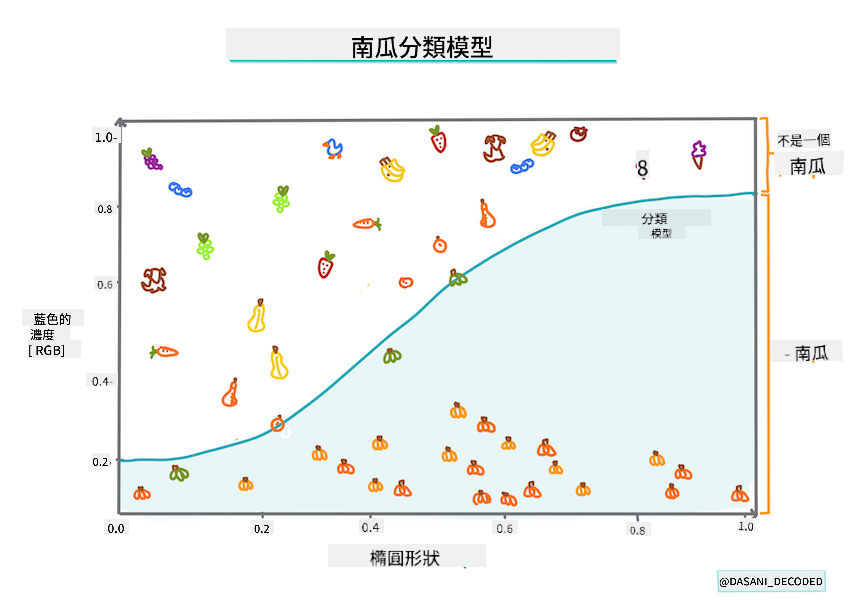 南瓜分類模型
1.0
0.8
0.6
0.4
0.2
藍色的
濃度
[ RGB]
不是一個
南瓜
8
分類
模型
- 南瓜
0.0
0.2
0.4
0.6
0.8
1.0
橢圓形狀
@DASANI_DECODED